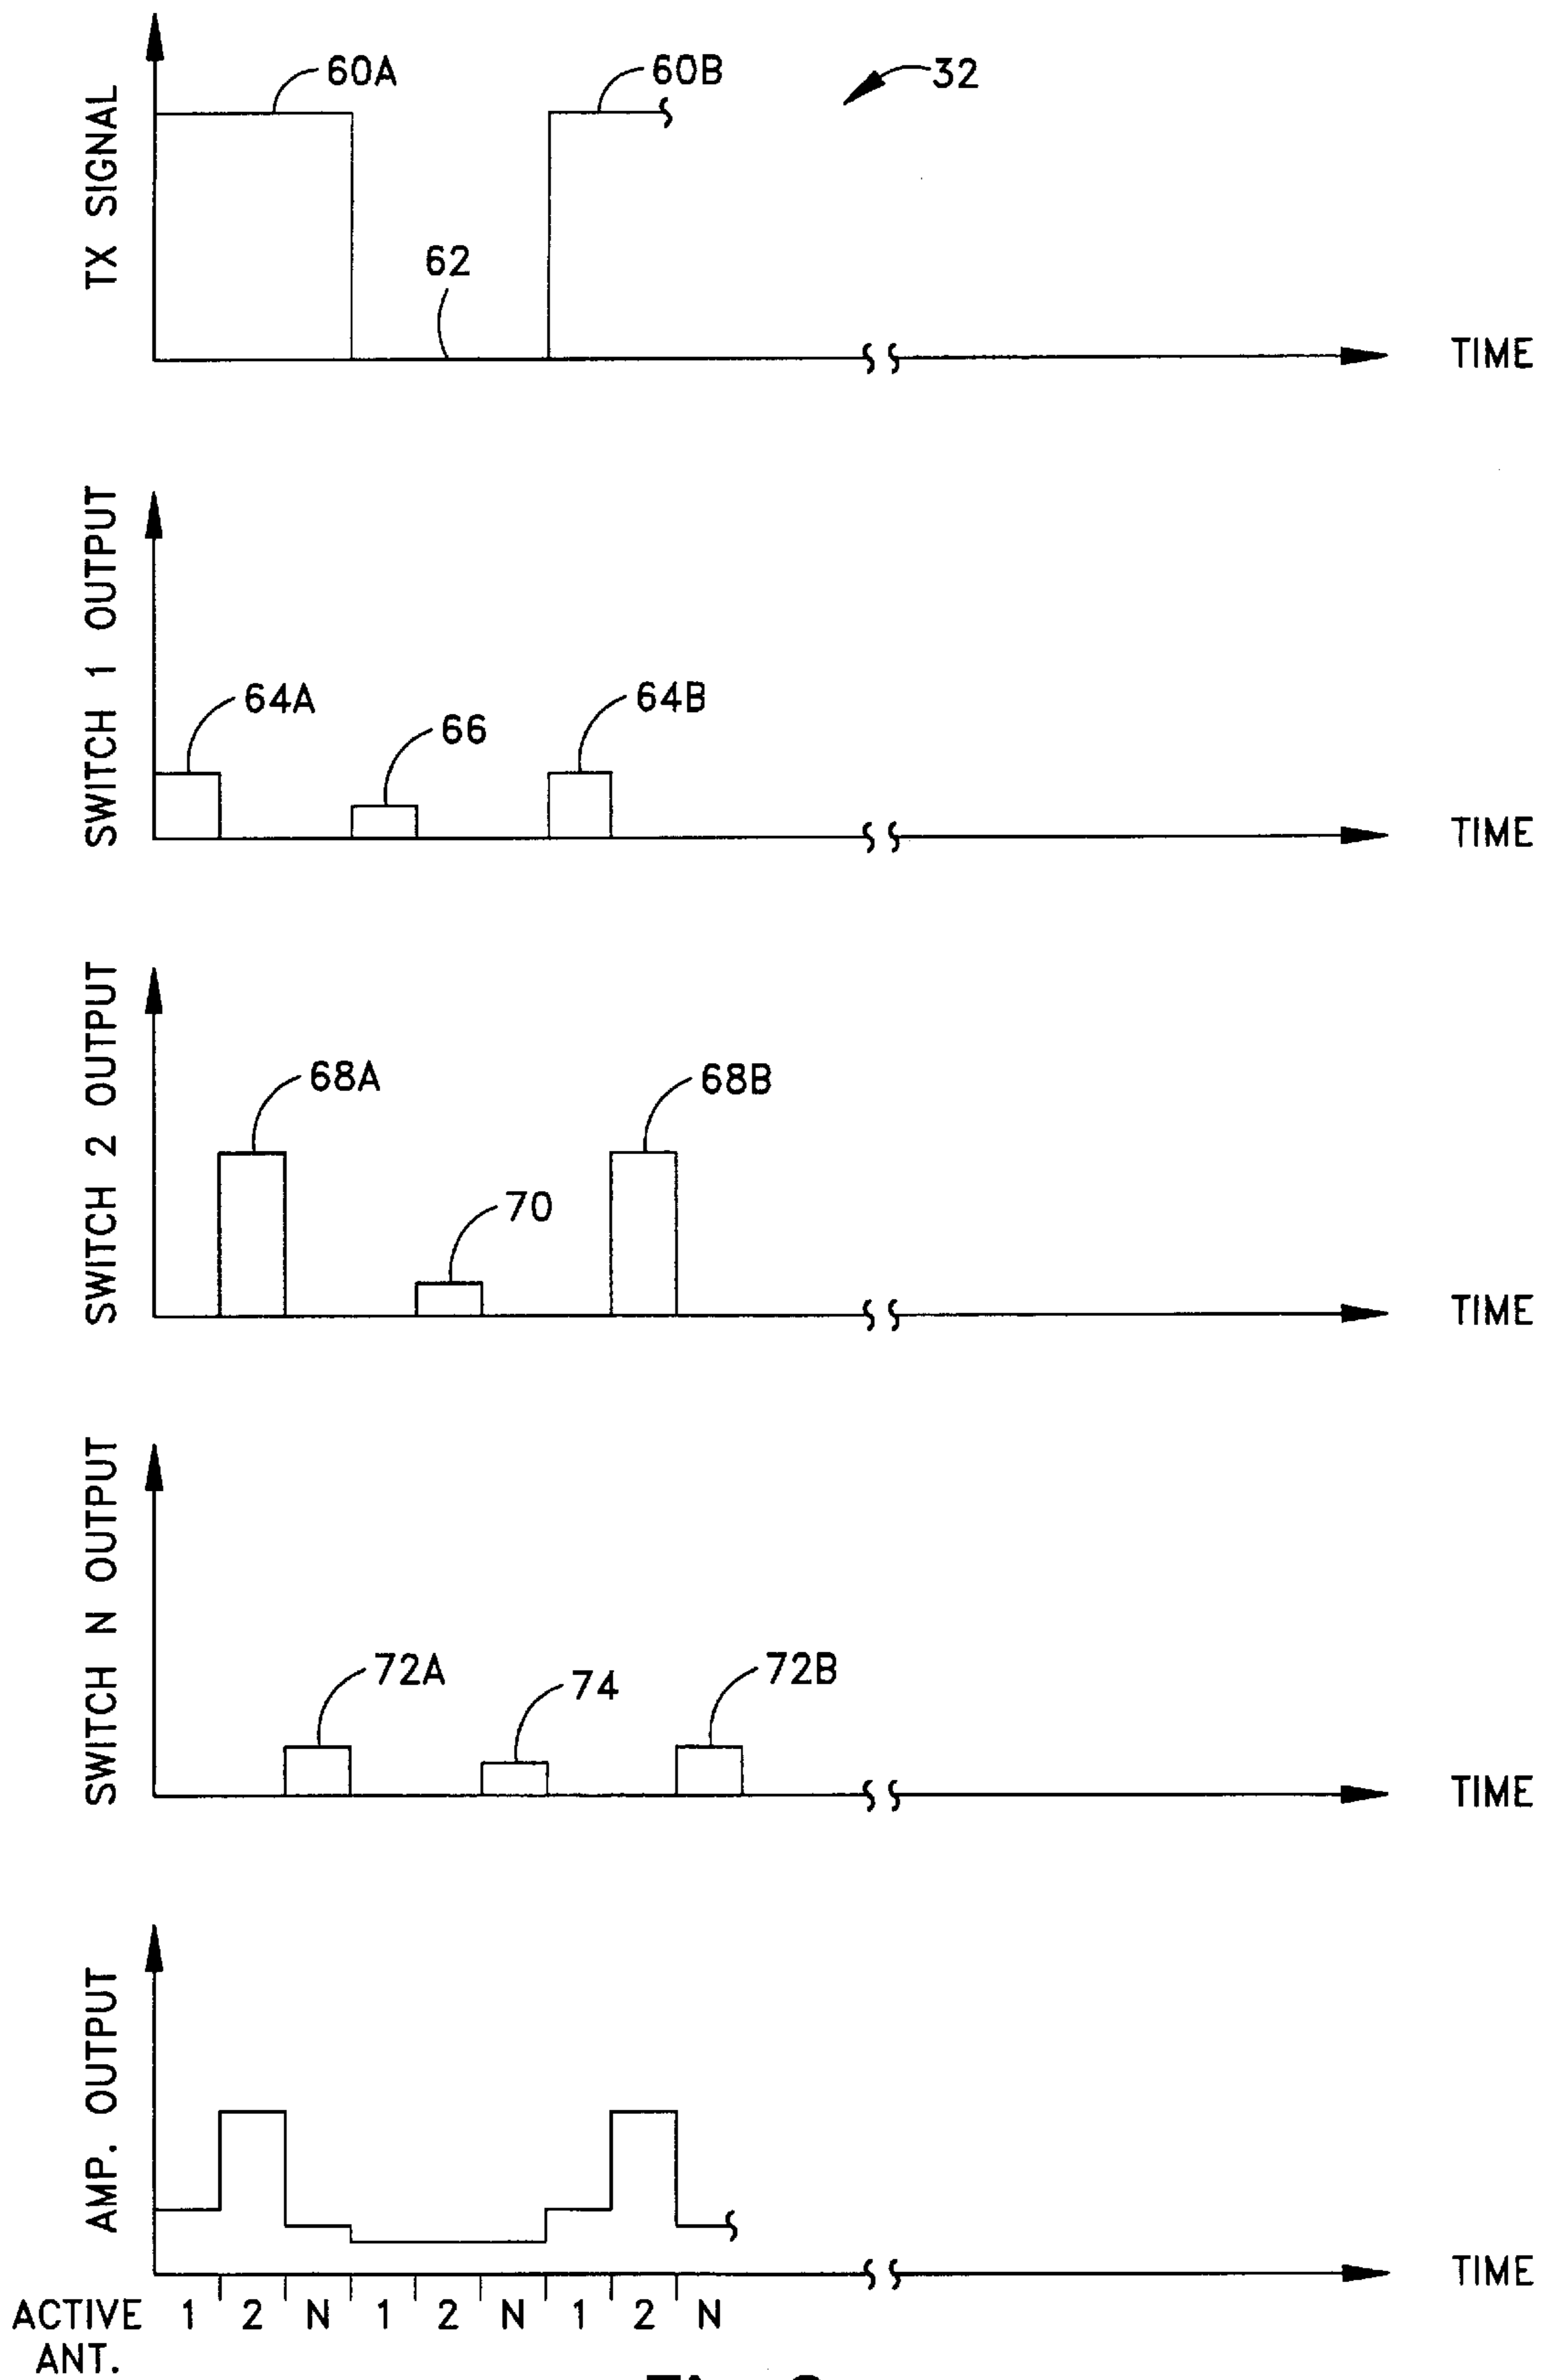 TX SIGNAL
60A
60B
32
62
TIME
SWITCH 1 OUTPUT
64A
66
64B
TIME
SWITCH 2 OUTPUT
68A
70
68B
TIME
SWITCH N OUTPUT
72A
74
72B
TIME
AMP. OUTPUT
TIME
ACTIVE 1 2 N 1 2 N 1 2 N
ANT.